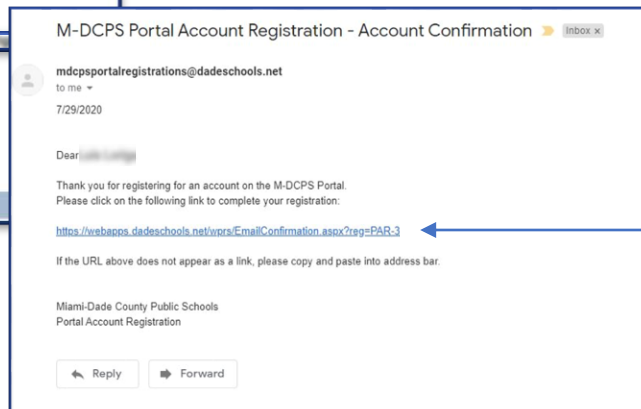 M-DCPS Portal Account Registration - Account Confirmation Inbox x
mdcpsportalregistrations@dadeschools.net
to me
7/29/2020
Dear
Thank you for registering for an account on the M-DCPS Portal.
Please click on the following link to complete your registration:
https://webapps.dadeschools.net/wprs/EmailConfirmation.aspx?reg=PAR-3
If the URL above does not appear as a link, please copy and paste into address bar.
Miami-Dade County Public Schools
Portal Account Registration
Reply Forward